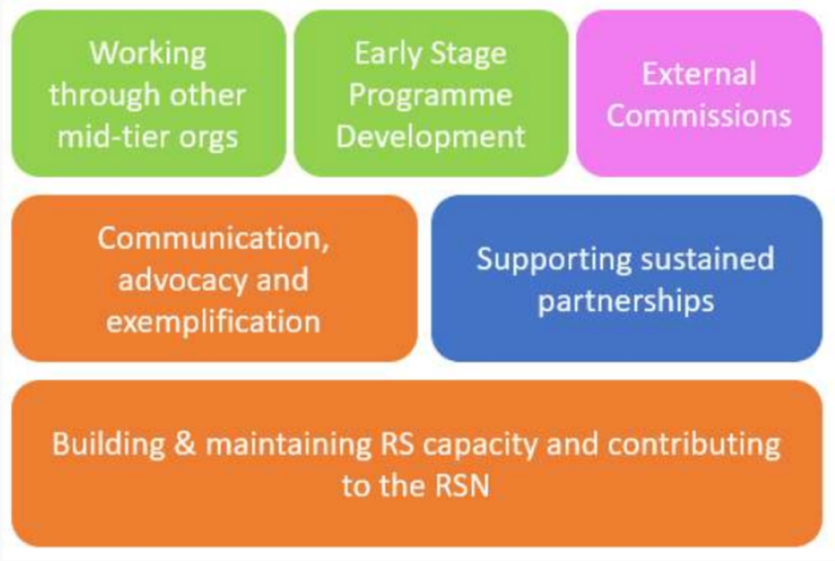 Working
through other
mid-tier orgs
Early Stage
Programme
Development
External
Commissions
Communication,
advocacy and
exemplification
Supporting sustained
partnerships
Building & maintaining RS capacity and contributing
to the RSN